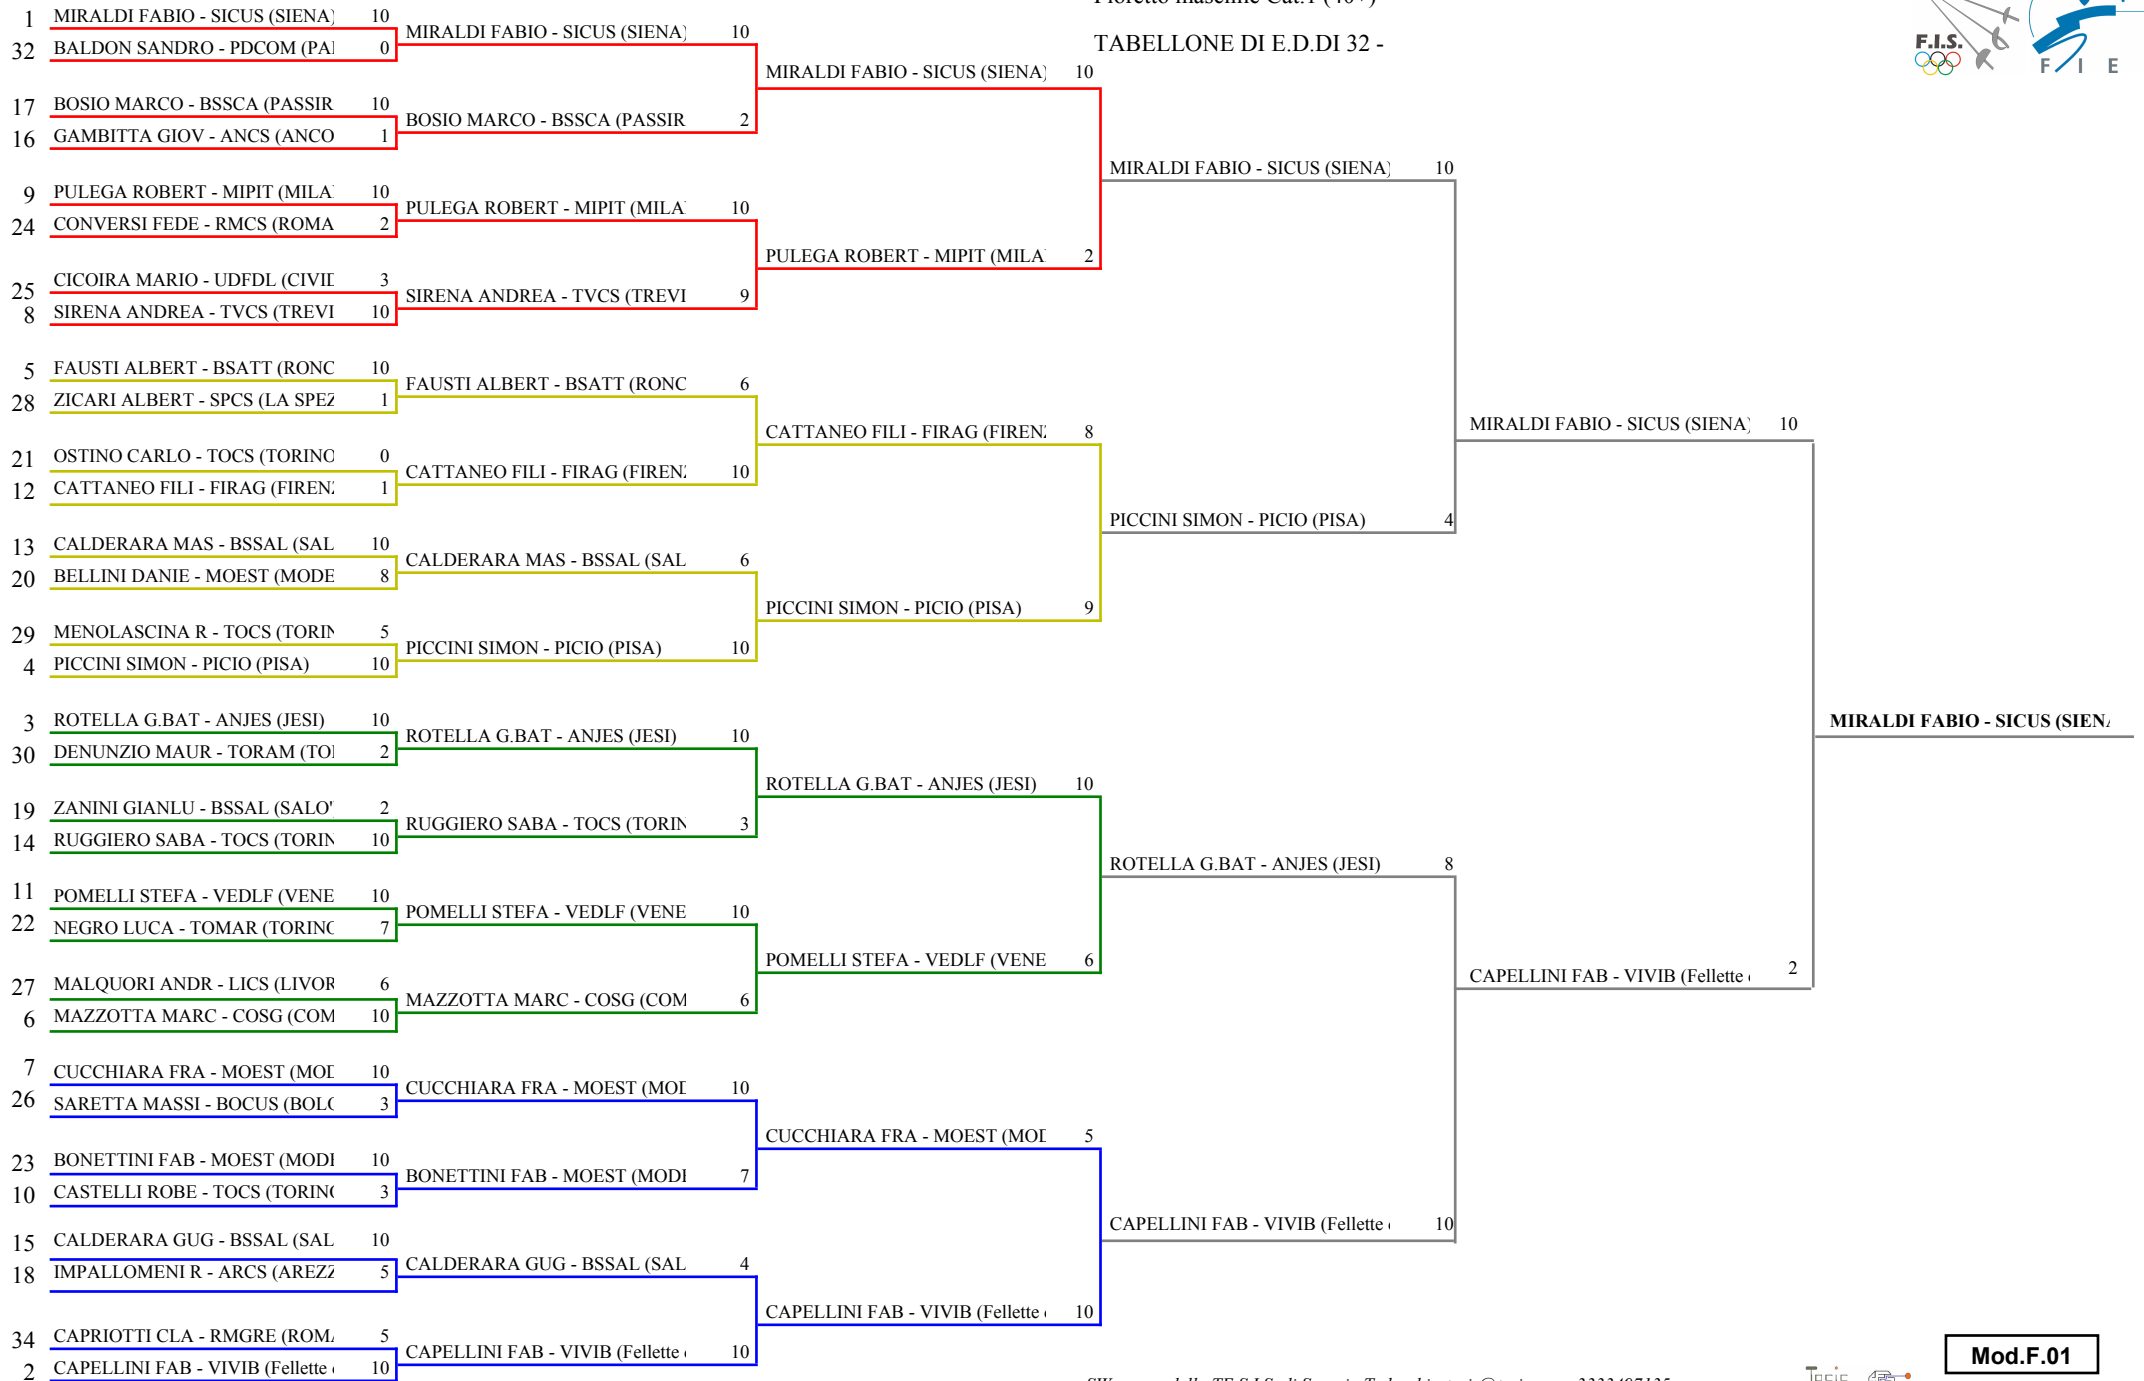 Fioretto maschile Cat.1 (40+)
TABELLONE DI E.D.DI 32 -
F.I.S.
F I E
1 MIRALDI FABIO - SICUS (SIENA) 10
32 BALDON SANDRO - PDCOM (PA 0
17 BOSIO MARCO - BSSCA (PASSIR 10
16 GAMBITTA GIOV - ANCS (ANCO 1
9 PULEGA ROBERT - MIPIT (MILA 10
24 CONVERSI FEDE - RMCS (ROMA 2
25 CICOIRA MARIO - UDFDL (CIVID 3
8 SIRENA ANDREA - TVCS (TREVI 10
5 FAUSTI ALBERT - BSATT (RONC 10
28 ZICARI ALBERT - SPCS (LA SPEZ 1
21 OSTINO CARLO - TOCS (TORINO 0
12 CATTANEO FILI - FIRAG (FIREN 1
13 CALDERARA MAS - BSSAL (SAL 10
20 BELLINI DANIE - MOEST (MODE 8
29 MENOLASCINA R - TOCS (TORIN 5
4 PICCINI SIMON - PICIO (PISA) 10
3 ROTELLA G.BAT - ANJES (JESI) 10
30 DENUNZIO MAUR - TORAM (TO 2
19 ZANINI GIANLU - BSSAL (SALO' 2
14 RUGGIERO SABA - TOCS (TORIN 10
11 POMELLI STEFA - VEDLF (VENE 10
22 NEGRO LUCA - TOMAR (TORINO 7
27 MALQUORI ANDR - LICS (LIVOR 6
6 MAZZOTTA MARC - COSG (COM 10
7 CUCCHIARA FRA - MOEST (MOD 10
26 SARETTA MASSI - BOCUS (BOLO 3
23 BONETTINI FAB - MOEST (MODE 10
10 CASTELLI ROBE - TOCS (TORINO 3
15 CALDERARA GUG - BSSAL (SAL 10
18 IMPALLOMENI R - ARCS (AREZZ 5
34 CAPRIOTTI CLA - RMGRE (ROM 5
2 CAPELLINI FAB - VIVIB (Fellette 10
MIRALDI FABIO - SICUS (SIENA) 10
BOSIO MARCO - BSSCA (PASSIR 2
PULEGA ROBERT - MIPIT (MILA 10
SIRENA ANDREA - TVCS (TREVI 9
FAUSTI ALBERT - BSATT (RONC 6
CATTANEO FILI - FIRAG (FIREN 10
CALDERARA MAS - BSSAL (SAL 6
PICCINI SIMON - PICIO (PISA) 10
ROTELLA G.BAT - ANJES (JESI) 10
RUGGIERO SABA - TOCS (TORIN 3
POMELLI STEFA - VEDLF (VENE 10
MAZZOTTA MARC - COSG (COM 6
CUCCHIARA FRA - MOEST (MOD 10
BONETTINI FAB - MOEST (MODE 7
CALDERARA GUG - BSSAL (SAL 4
CAPELLINI FAB - VIVIB (Fellette 10
MIRALDI FABIO - SICUS (SIENA) 10
PULEGA ROBERT - MIPIT (MILA 2
CATTANEO FILI - FIRAG (FIREN 8
PICCINI SIMON - PICIO (PISA) 9
ROTELLA G.BAT - ANJES (JESI) 10
POMELLI STEFA - VEDLF (VENE 6
CUCCHIARA FRA - MOEST (MOD 5
CAPELLINI FAB - VIVIB (Fellette 10
MIRALDI FABIO - SICUS (SIENA) 10
PICCINI SIMON - PICIO (PISA) 4
ROTELLA G.BAT - ANJES (JESI) 8
CAPELLINI FAB - VIVIB (Fellette 10
MIRALDI FABIO - SICUS (SIENA) 10
CAPELLINI FAB - VIVIB (Fellette 2
MIRALDI FABIO - SICUS (SIEN
Mod.F.01